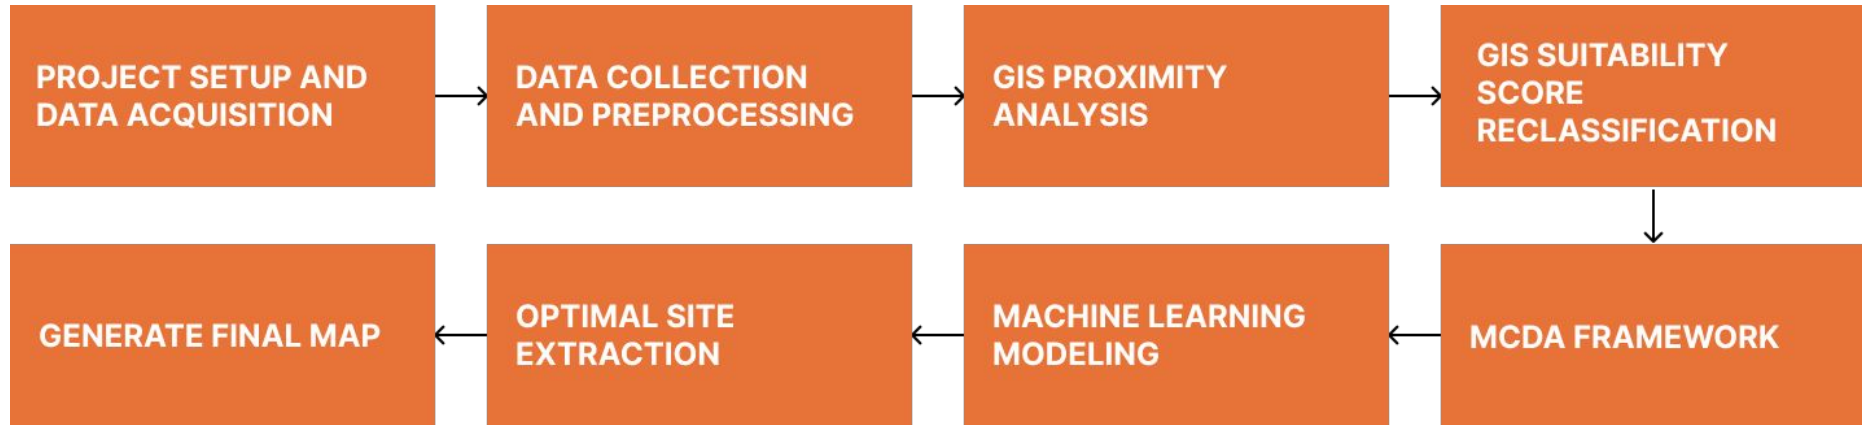 PROJECT SETUP AND
DATA ACQUISITION
DATA COLLECTION
AND PREPROCESSING
GIS PROXIMITY
ANALYSIS
GIS SUITABILITY
SCORE
RECLASSIFICATION
MCDA FRAMEWORK
MACHINE LEARNING
MODELING
OPTIMAL SITE
EXTRACTION
GENERATE FINAL MAP